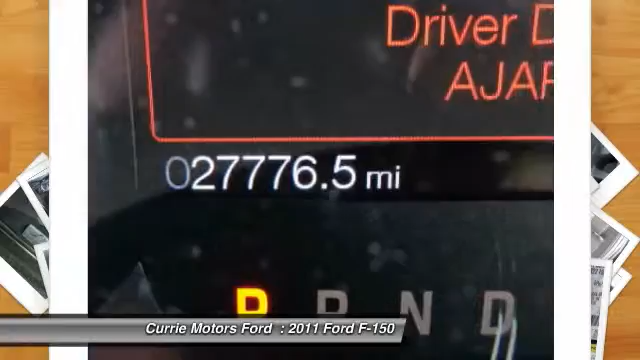 Driver D
AJAR
027776.5 mi
P R N D
Currie Motors Ford : 2011 Ford F-150